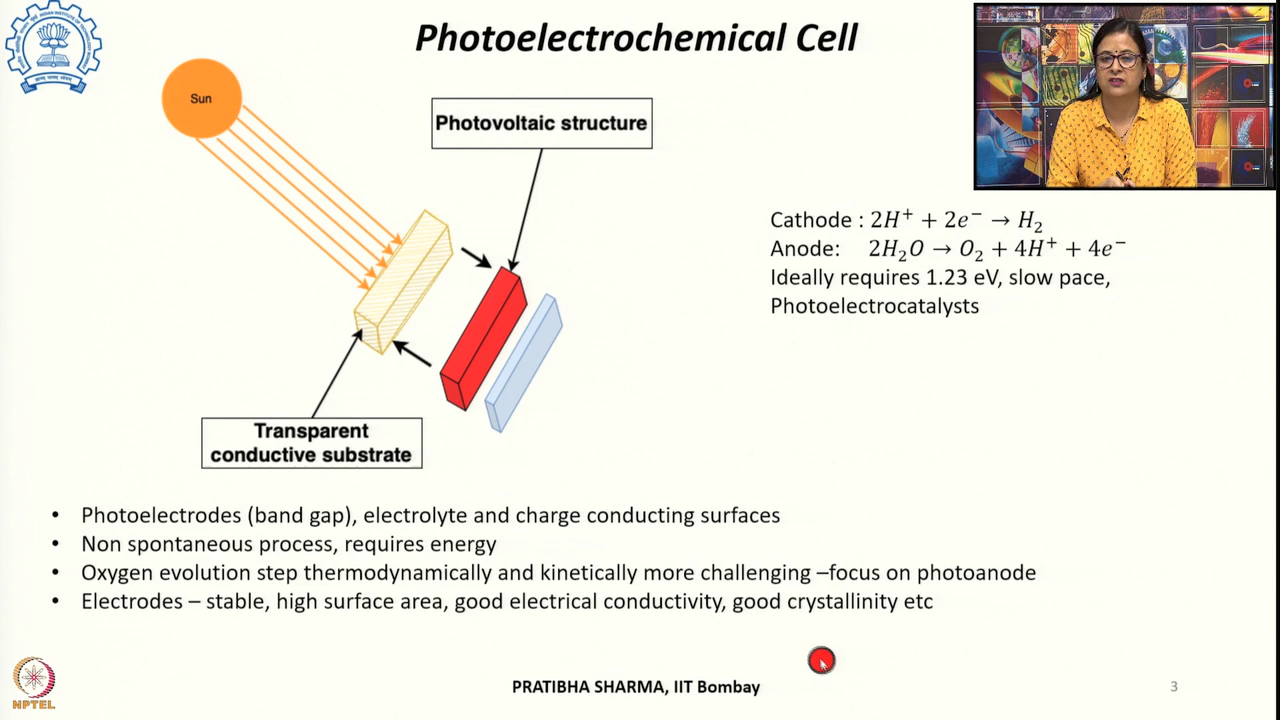 Photoelectrochemical Cell
Sun
Photovoltaic structure
Cathode : 2H⁺ + 2e⁻ → H₂
Anode: 2H₂O → O₂ + 4H⁺ + 4e⁻
Ideally requires 1.23 eV, slow pace,
Photoelectrocatalysts
Transparent
conductive substrate
• Photoelectrodes (band gap), electrolyte and charge conducting surfaces
• Non spontaneous process, requires energy
• Oxygen evolution step thermodynamically and kinetically more challenging –focus on photoanode
• Electrodes – stable, high surface area, good electrical conductivity, good crystallinity etc
NPTEL
PRATIBHA SHARMA, IIT Bombay
3